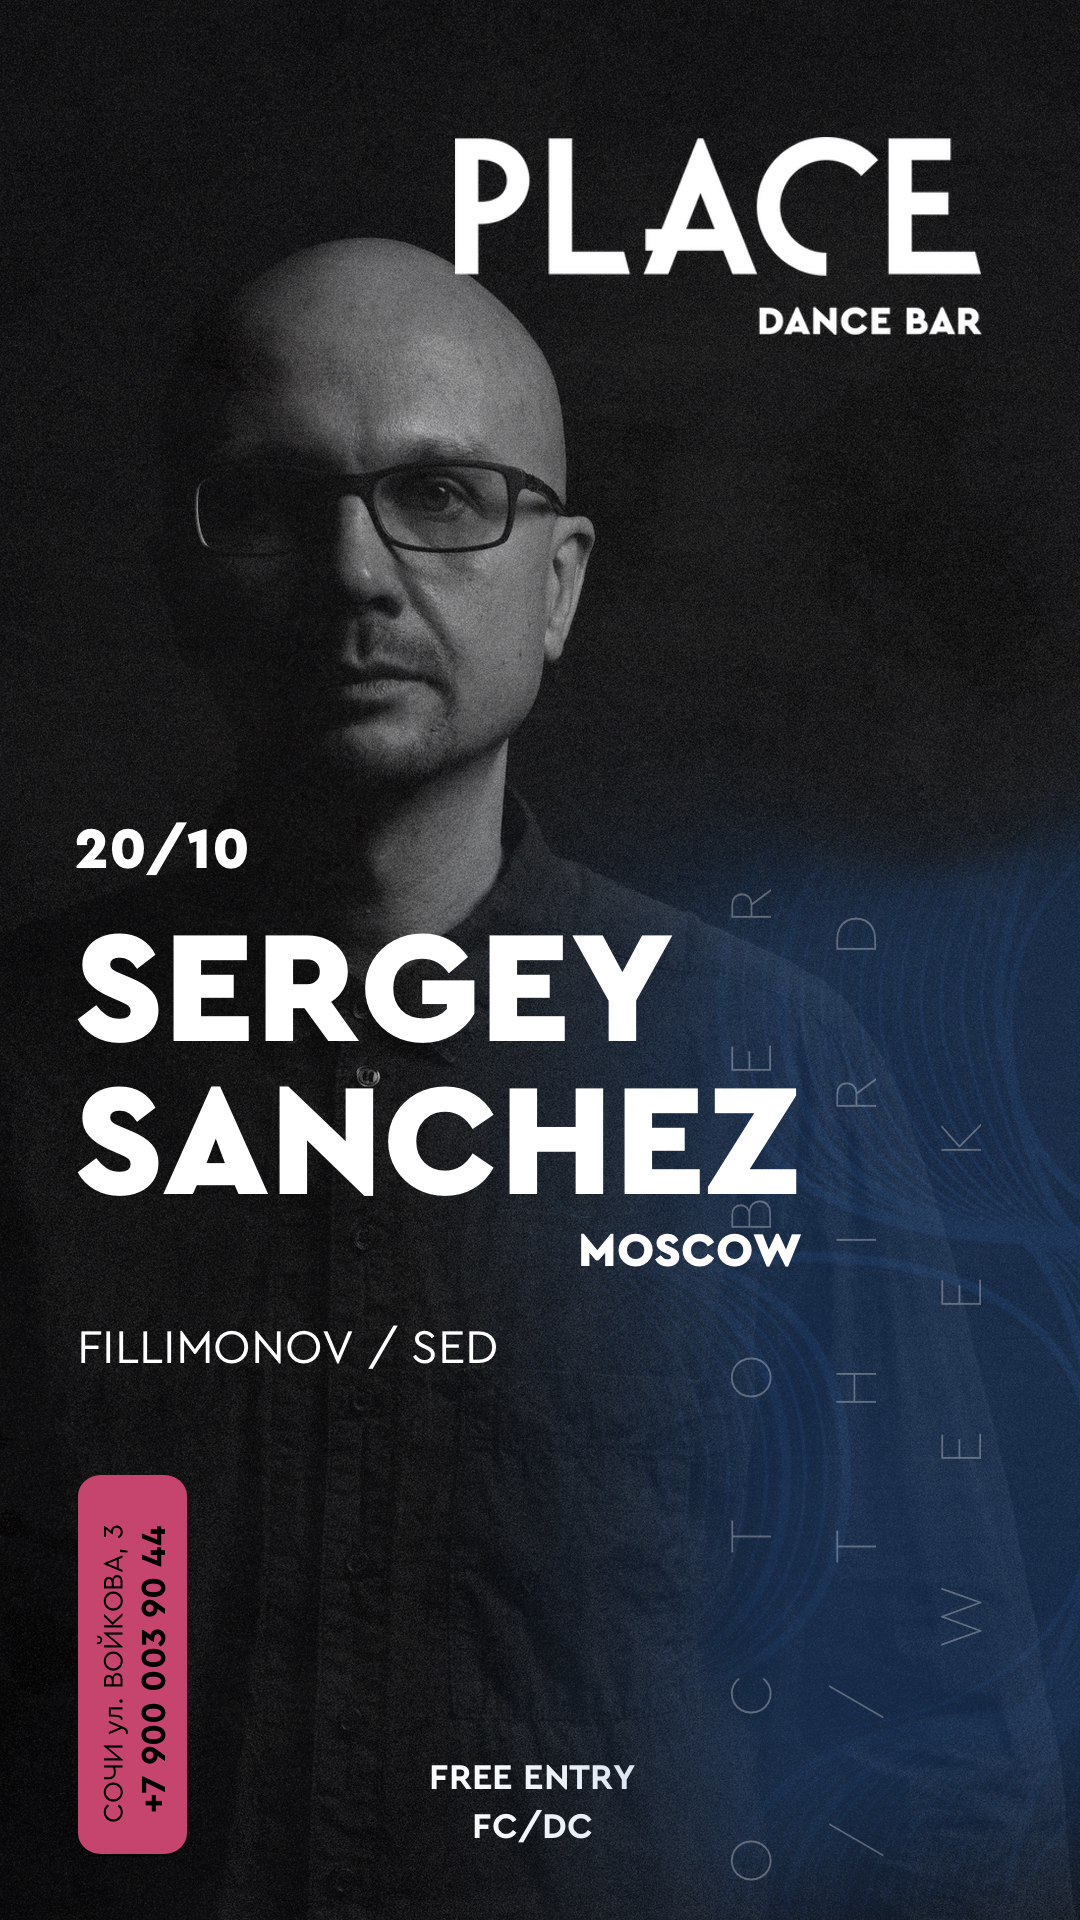 PLACE
DANCE BAR
20/10
SERGEY
SANCHEZ
MOSCOW
FILLIMONOV / SED
СОЧИ ул. ВОЙКОВА, 3
+7 900 003 90 44
FREE ENTRY
FC/DC
OCTOBER
/ THIRD
/ WEEK